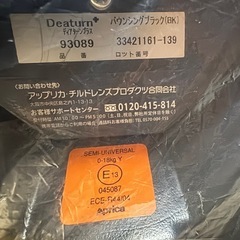 Deaturn+
バウンシングブラック(BK)
ディアターンプラス
93089
33421161-139
ロット番号
<お問い合わせ先>
アップリカ・チルドレンズプロダクツ合同会社
お客様サポートセンター
0120-415-814
SEMI-UNIVERSAL
0-18kg Y
E13
045087
ECE R44/04
aprica